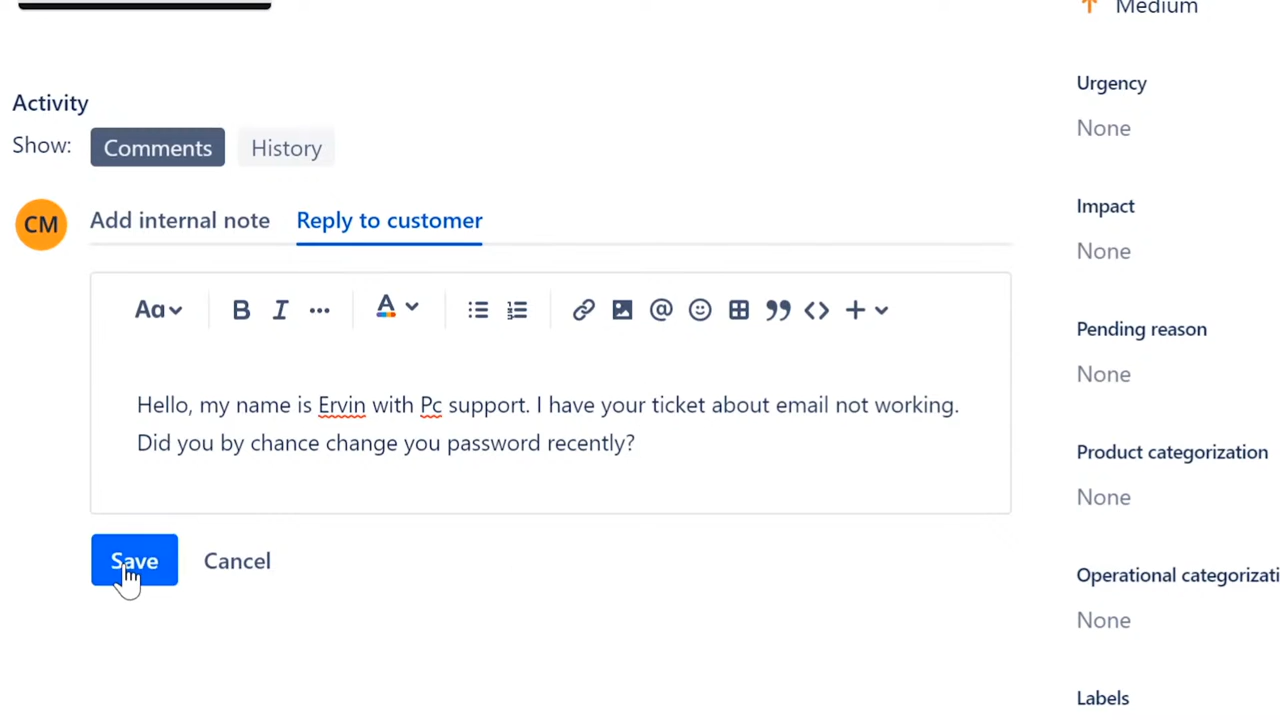 Medium
Activity
Urgency
None
Show: Comments History
Impact
None
CM Add internal note Reply to customer
Aa B I ... A @ + 
Pending reason
None
Hello, my name is Ervin with Pc support. I have your ticket about email not working.
Did you by chance change you password recently?
Product categorization
None
Save Cancel
Operational categorizati
None
Labels